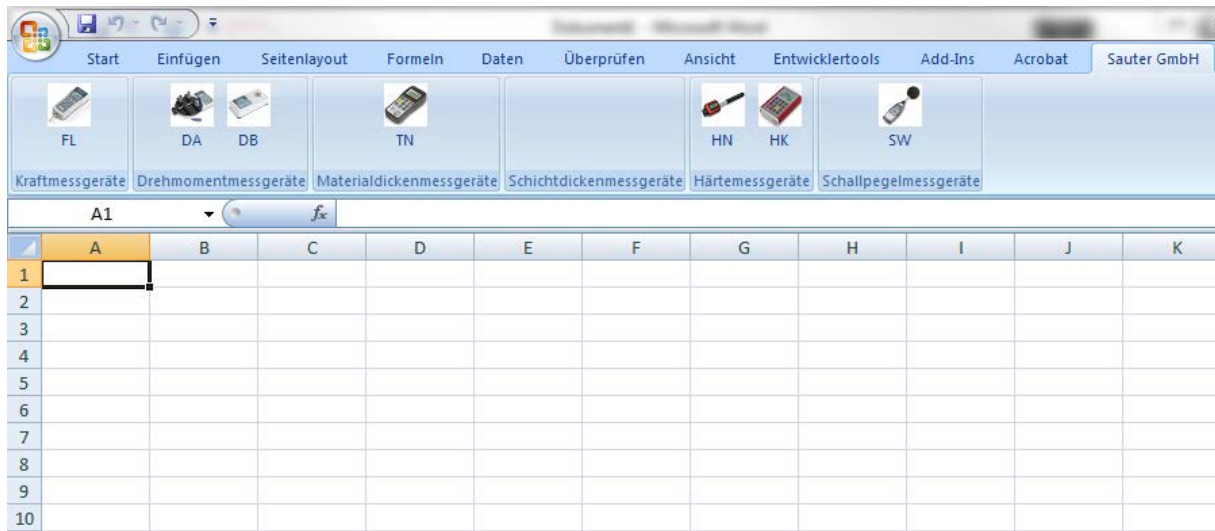 Start Einfügen Seitenlayout Formeln Daten Überprüfen Ansicht Entwicklertools Add-Ins Acrobat Sauter GmbH
FL DA DB TN HN HK SW
Kraftmessgeräte Drehmomentmessgeräte Materialdickenmessgeräte Schichtdickenmessgeräte Härtemessgeräte Schallpegelmessgeräte
A1 fx
A B C D E F G H I J K
1
2
3
4
5
6
7
8
9
10